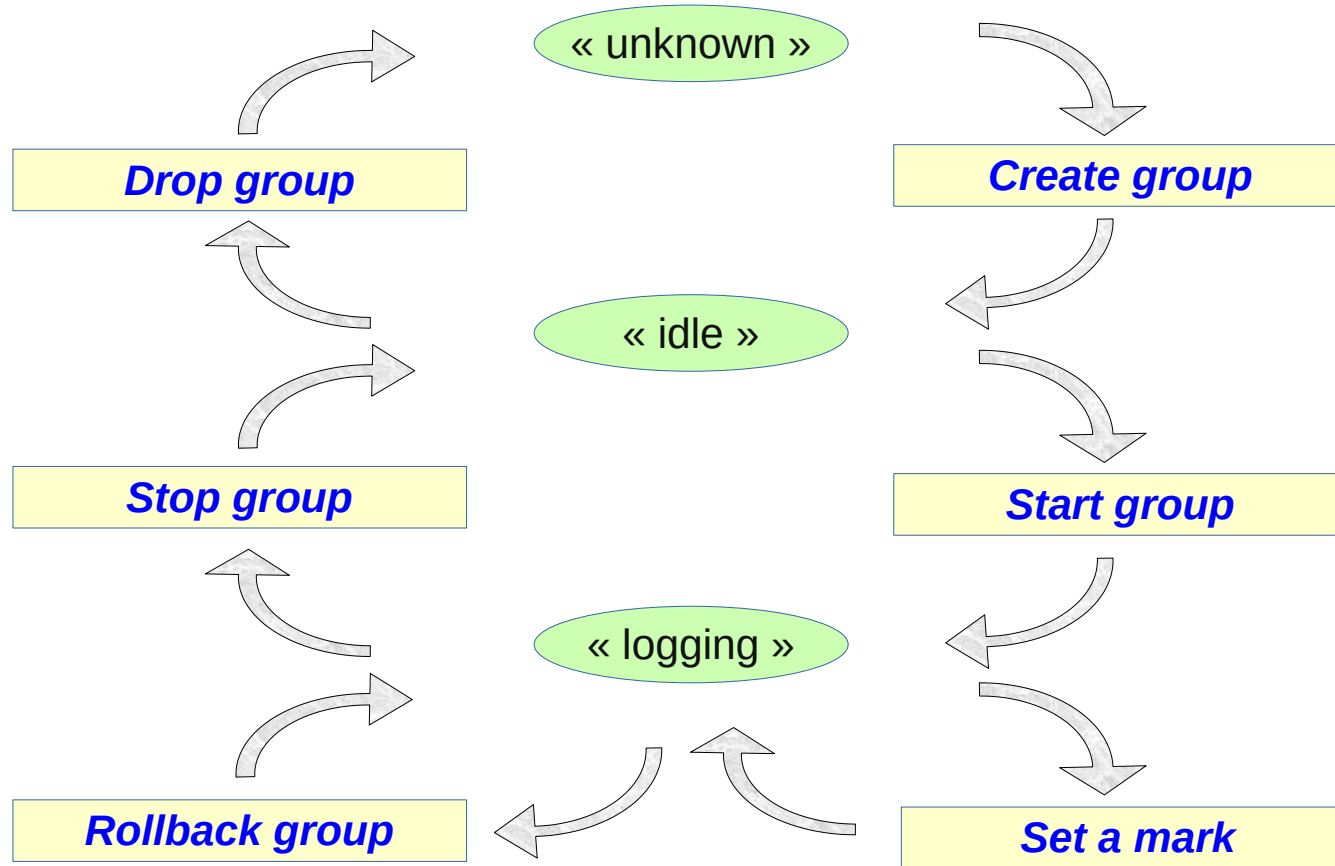 « unknown »
Drop group
Create group
« idle »
Stop group
Start group
« logging »
Rollback group
Set a mark